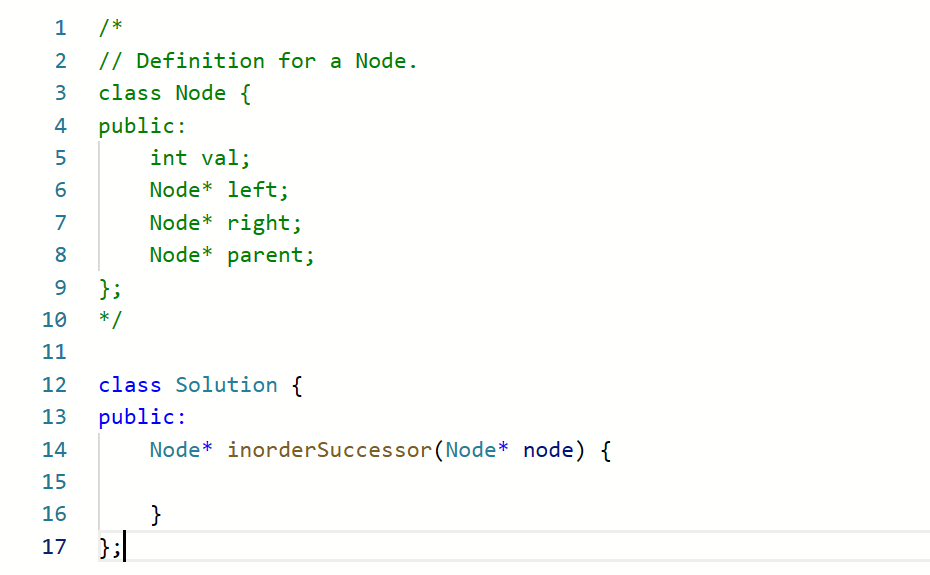 1 /*
2 // Definition for a Node.
3 class Node {
4 public:
5     int val;
6     Node* left;
7     Node* right;
8     Node* parent;
9 };
10 */
11
12 class Solution {
13 public:
14     Node* inorderSuccessor(Node* node) {
15
16     }
17 };